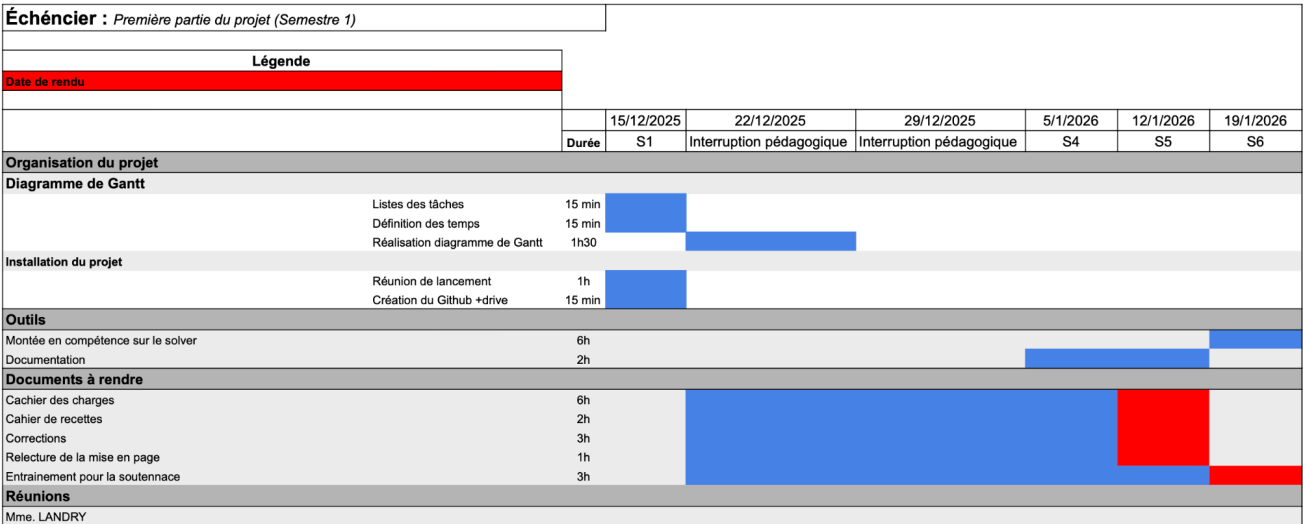 Échéncier : Première partie du projet (Semestre 1)
Légende
Date de rendu
15/12/2025 22/12/2025 29/12/2025 5/1/2026 12/1/2026 19/1/2026
Durée S1 Interruption pédagogique Interruption pédagogique S4 S5 S6
Organisation du projet
Diagramme de Gantt
Listes des tâches 15 min
Définition des temps 15 min
Réalisation diagramme de Gantt 1h30
Installation du projet
Réunion de lancement 1h
Création du Github +drive 15 min
Outils
Montée en compétence sur le solver 6h
Documentation 2h
Documents à rendre
Cachier des charges 6h
Cahier de recettes 2h
Corrections 3h
Relecture de la mise en page 1h
Entrainement pour la soutennace 3h
Réunions
Mme. LANDRY